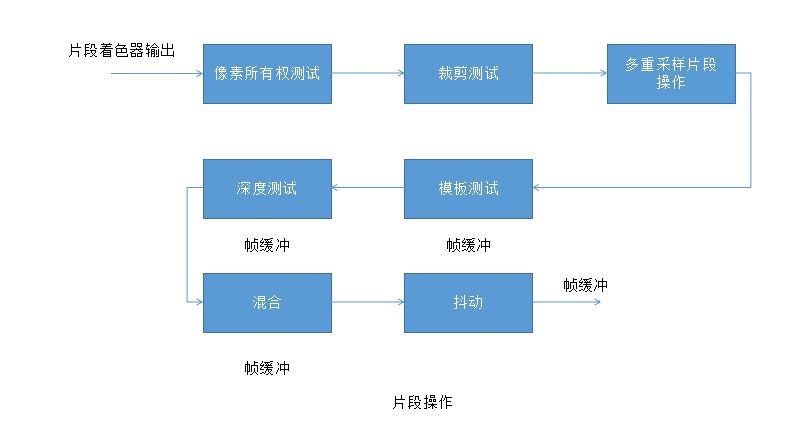 片段着色器输出
像素所有权测试
裁剪测试
多重采样片段
操作
深度测试
模板测试
帧缓冲
帧缓冲
混合
抖动
帧缓冲
帧缓冲
片段操作